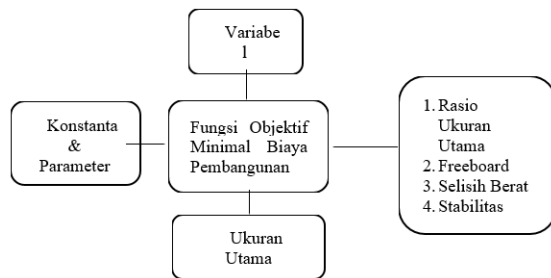 Variabe
l
Konstanta
&
Parameter
Fungsi Objektif
Minimal Biaya
Pembangunan
1. Rasio
Ukuran
Utama
2. Freeboard
3. Selisih Berat
4. Stabilitas
Ukuran
Utama